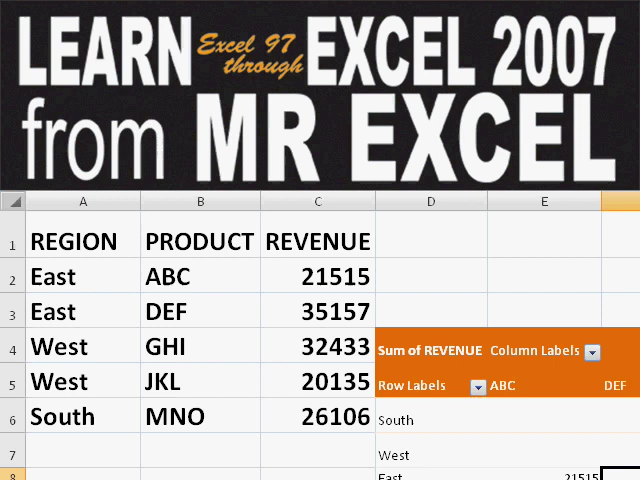 LEARN Excel 97 through EXCEL 2007
from MR EXCEL
A B C D E
1 REGION PRODUCT REVENUE
2 East ABC 21515
3 East DEF 35157
4 West GHI 32433 Sum of REVENUE Column Labels
5 West JKL 20135 Row Labels ABC DEF
6 South MNO 26106 South
7 West
8 East 21515